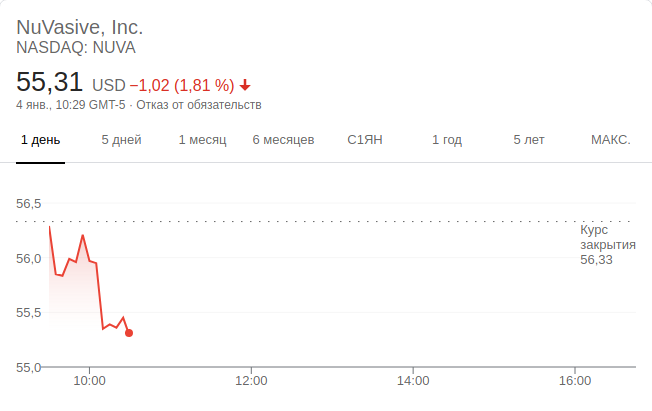 NuVasive, Inc.
NASDAQ: NUVA
55,31 USD −1,02 (1,81 %)
4 янв., 10:29 GMT-5 · Отказ от обязательств
1 день 5 дней 1 месяц 6 месяцев С1ЯН 1 год 5 лет МАКС.
56,5
Курс
закрытия
56,33
56,0
55,5
55,0
10:00 12:00 14:00 16:00